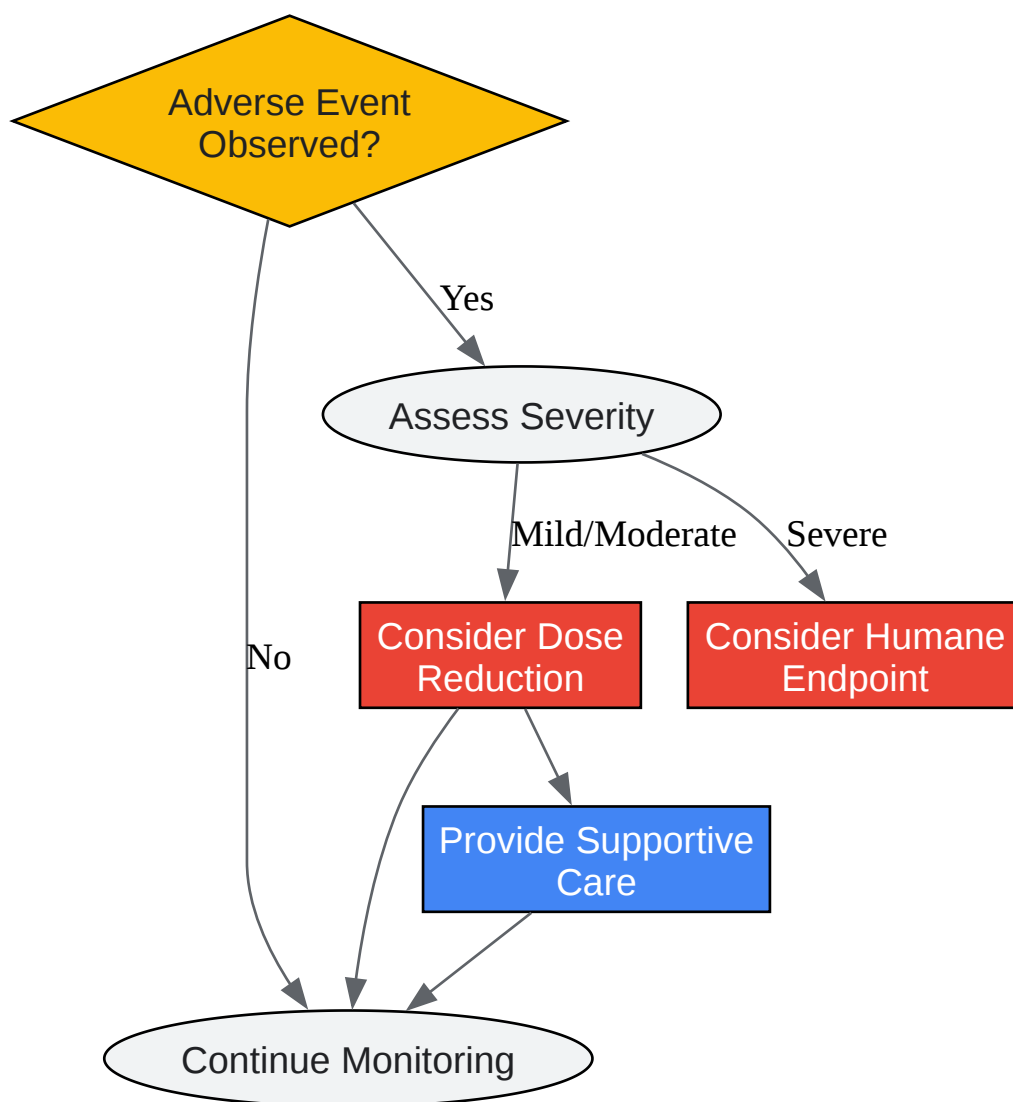 Adverse Event
Observed?
Yes
Assess Severity
Mild/Moderate
Severe
Consider Dose
Reduction
Consider Humane
Endpoint
No
Provide Supportive
Care
Continue Monitoring